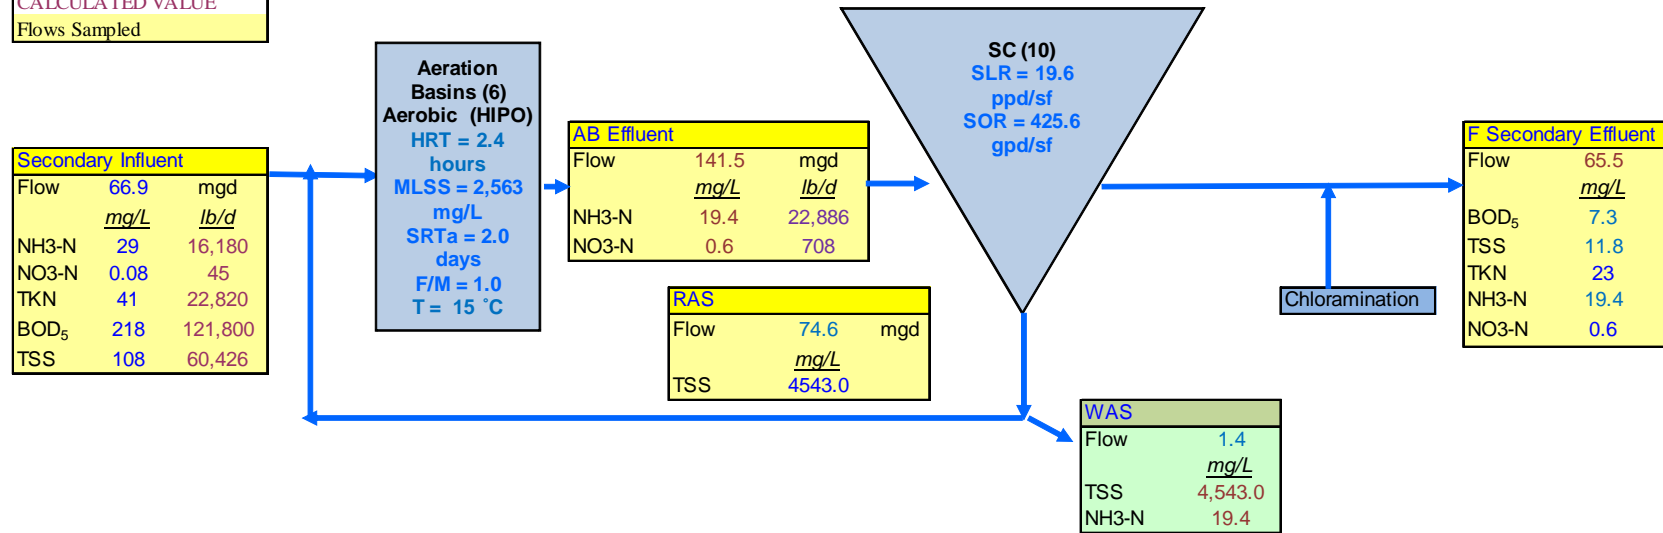 CALCULATED VALUE
Flows Sampled
Secondary Influent
Flow 66.9 mgd
mg/L lb/d
NH3-N 29 16,180
NO3-N 0.08 45
TKN 41 22,820
BOD5 218 121,800
TSS 108 60,426
Aeration
Basins (6)
Aerobic (HIPO)
HRT = 2.4
hours
MLSS = 2,563
mg/L
SRTa = 2.0
days
F/M = 1.0
T = 15 ˚C
AB Effluent
Flow 141.5 mgd
mg/L lb/d
NH3-N 19.4 22,886
NO3-N 0.6 708
SC (10)
SLR = 19.6
ppd/sf
SOR = 425.6
gpd/sf
RAS
Flow 74.6 mgd
mg/L
TSS 4543.0
Chloramination
F Secondary Effluent
Flow 65.5
mg/L
BOD5 7.3
TSS 11.8
TKN 23
NH3-N 19.4
NO3-N 0.6
WAS
Flow 1.4
mg/L
TSS 4,543.0
NH3-N 19.4